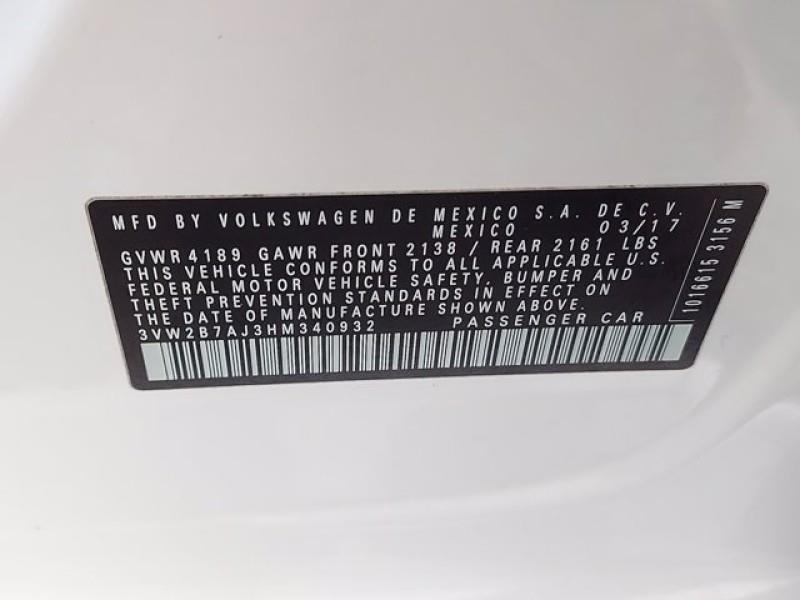 MFD BY VOLKSWAGEN DE MEXICO S.A. DE C.V.
MEXICO 03/17
GVWR 4189 GAWR FRONT 2138 / REAR 2161 LBS
THIS VEHICLE CONFORMS TO ALL APPLICABLE U.S.
FEDERAL MOTOR VEHICLE SAFETY, BUMPER AND
THEFT PREVENTION STANDARDS IN EFFECT ON
THE DATE OF MANUFACTURE SHOWN ABOVE.
3VW2B7AJ3HM340932 PASSENGER CAR
1016615 3156 M